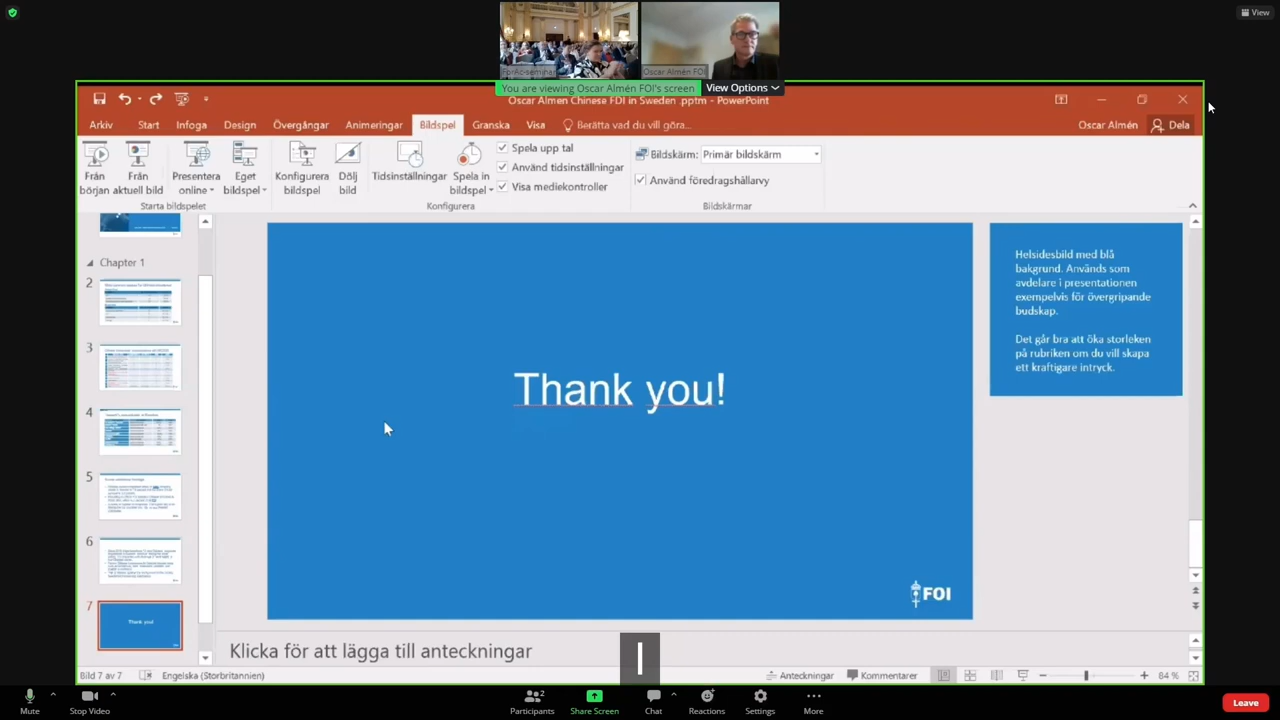 View
ForAc-seminar
Oscar Almén FOI
You are viewing Oscar Almén FOI's screen
View Options
Oscar Almen Chinese FDI in Sweden .pptm - PowerPoint
Arkiv
Start
Infoga
Design
Övergångar
Animeringar
Bildspel
Granska
Visa
Berätta vad du vill göra...
Oscar Almén
Dela
Från början
Från aktuell bild
Presentera online
Eget bildspel
Konfigurera bildspel
Dölj bild
Tidsinställningar
Spela in bildspel
Spela upp tal
Använd tidsinställningar
Visa mediekontroller
Bildskärm:
Primär bildskärm
Använd föredragshållarvy
Starta bildspelet
Konfigurera
Bildskärmar
Chapter 1
2
3
4
5
6
7
Thank you!
Thank you!
FOI
Helsidesbild med blå
bakgrund. Används som
avdelare i presentationen
exempelvis för övergripande
budskap.
Det går bra att öka storleken
på rubriken om du vill skapa
ett kraftigare intryck.
Klicka för att lägga till anteckningar
I
Bild 7 av 7
Engelska (Storbritannien)
Anteckningar
Kommentarer
84 %
Mute
Stop Video
Participants
2
Share Screen
Chat
Reactions
Settings
More
Leave